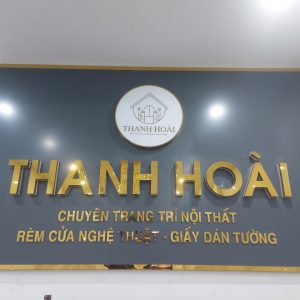 THANH HOÀI
THANH HOÀI
CHUYÊN TRANG TRÍ NỘI THẤT
RÈM CỬA NGHỆ THUẬT - GIẤY DÁN TƯỜNG